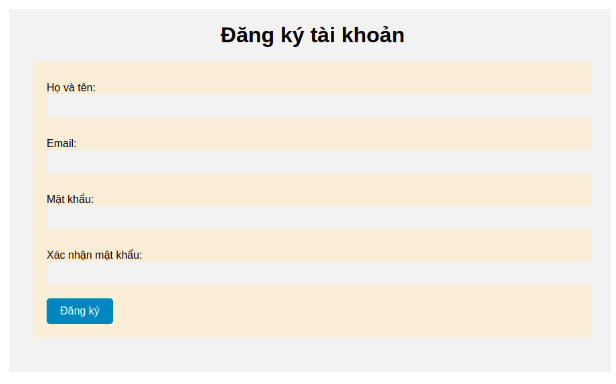 Đăng ký tài khoản
Họ và tên:
Email:
Mật khẩu:
Xác nhận mật khẩu:
Đăng ký